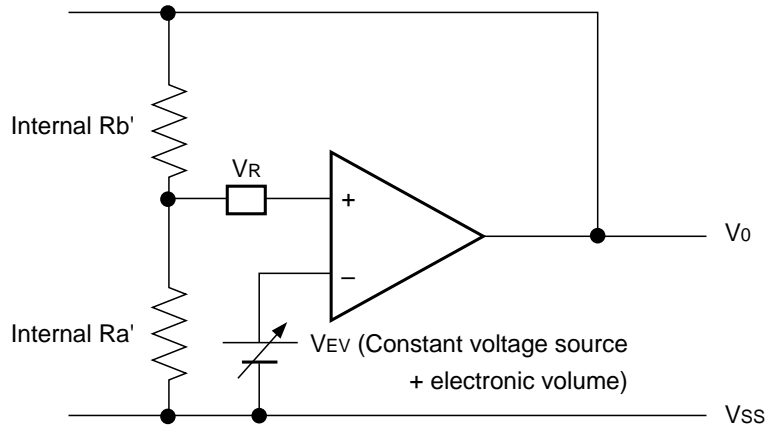 Internal Rb'
VR
+
V0
−
Internal Ra'
VEV (Constant voltage source
+ electronic volume)
VSS